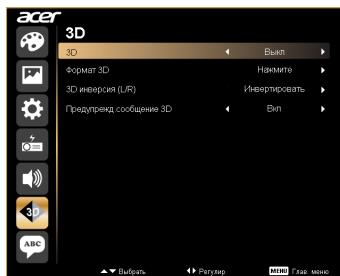 acer
3D
3D Выкл
Формат 3D Нажмите
3D инверсия (L/R) Инвертировать
Предупрежд.сообщение 3D Вкл
3D
ABC
Выбрать Регулир. MENU Глав. меню